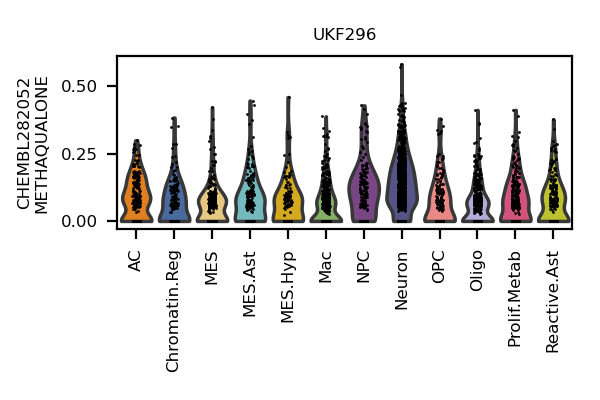 UKF296
CHEMBL282052
METHAQUALONE
0.50
0.25
0.00
AC
Chromatin.Reg
MES
MES.Ast
MES.Hyp
Mac
NPC
Neuron
OPC
Oligo
Prolif.Metab
Reactive.Ast